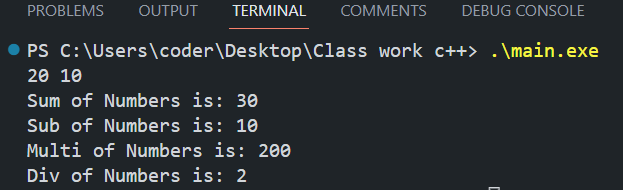 PROBLEMS OUTPUT TERMINAL COMMENTS DEBUG CONSOLE
PS C:\Users\coder\Desktop\Class work c++> .\main.exe
20 10
Sum of Numbers is: 30
Sub of Numbers is: 10
Multi of Numbers is: 200
Div of Numbers is: 2